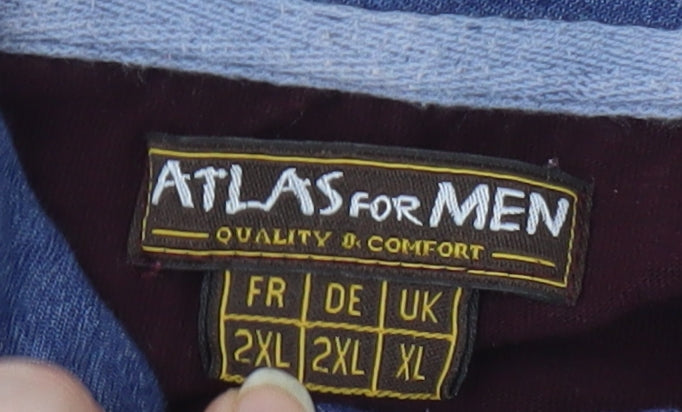 ATLAS FOR MEN
QUALITY & COMFORT
FR DE UK
2XL 2XL XL